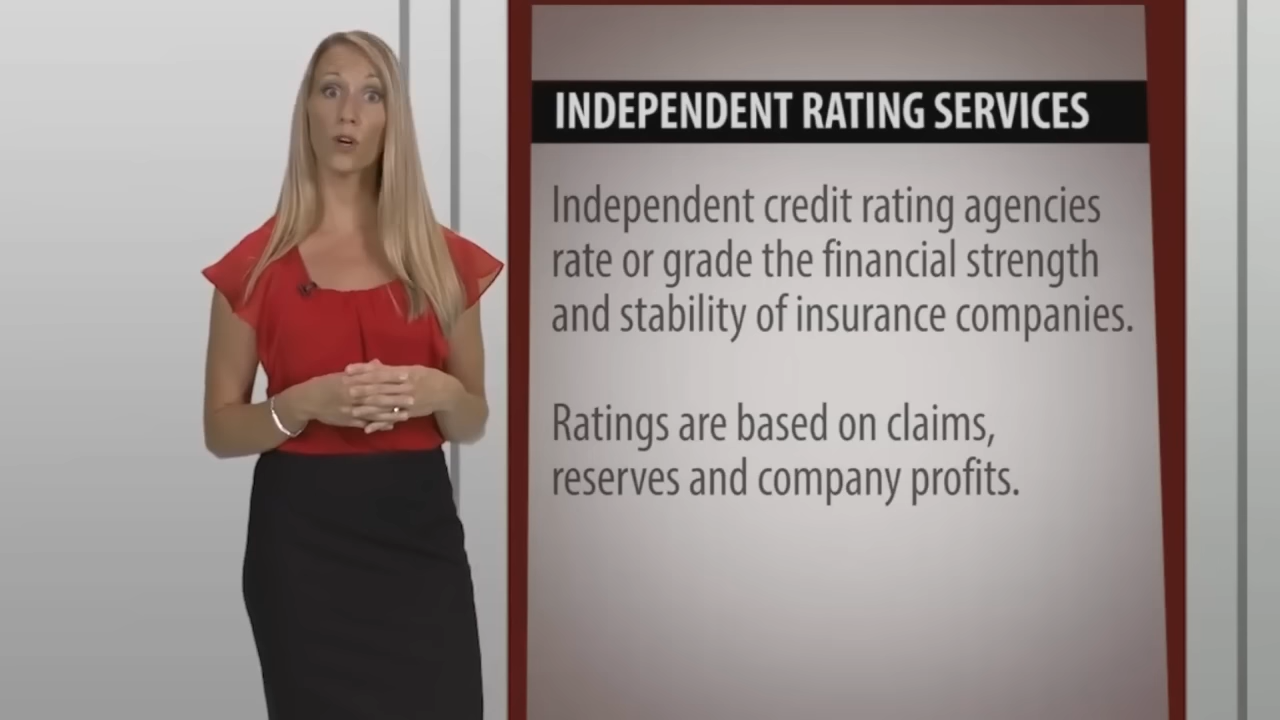 INDEPENDENT RATING SERVICES
Independent credit rating agencies
rate or grade the financial strength
and stability of insurance companies.
Ratings are based on claims,
reserves and company profits.